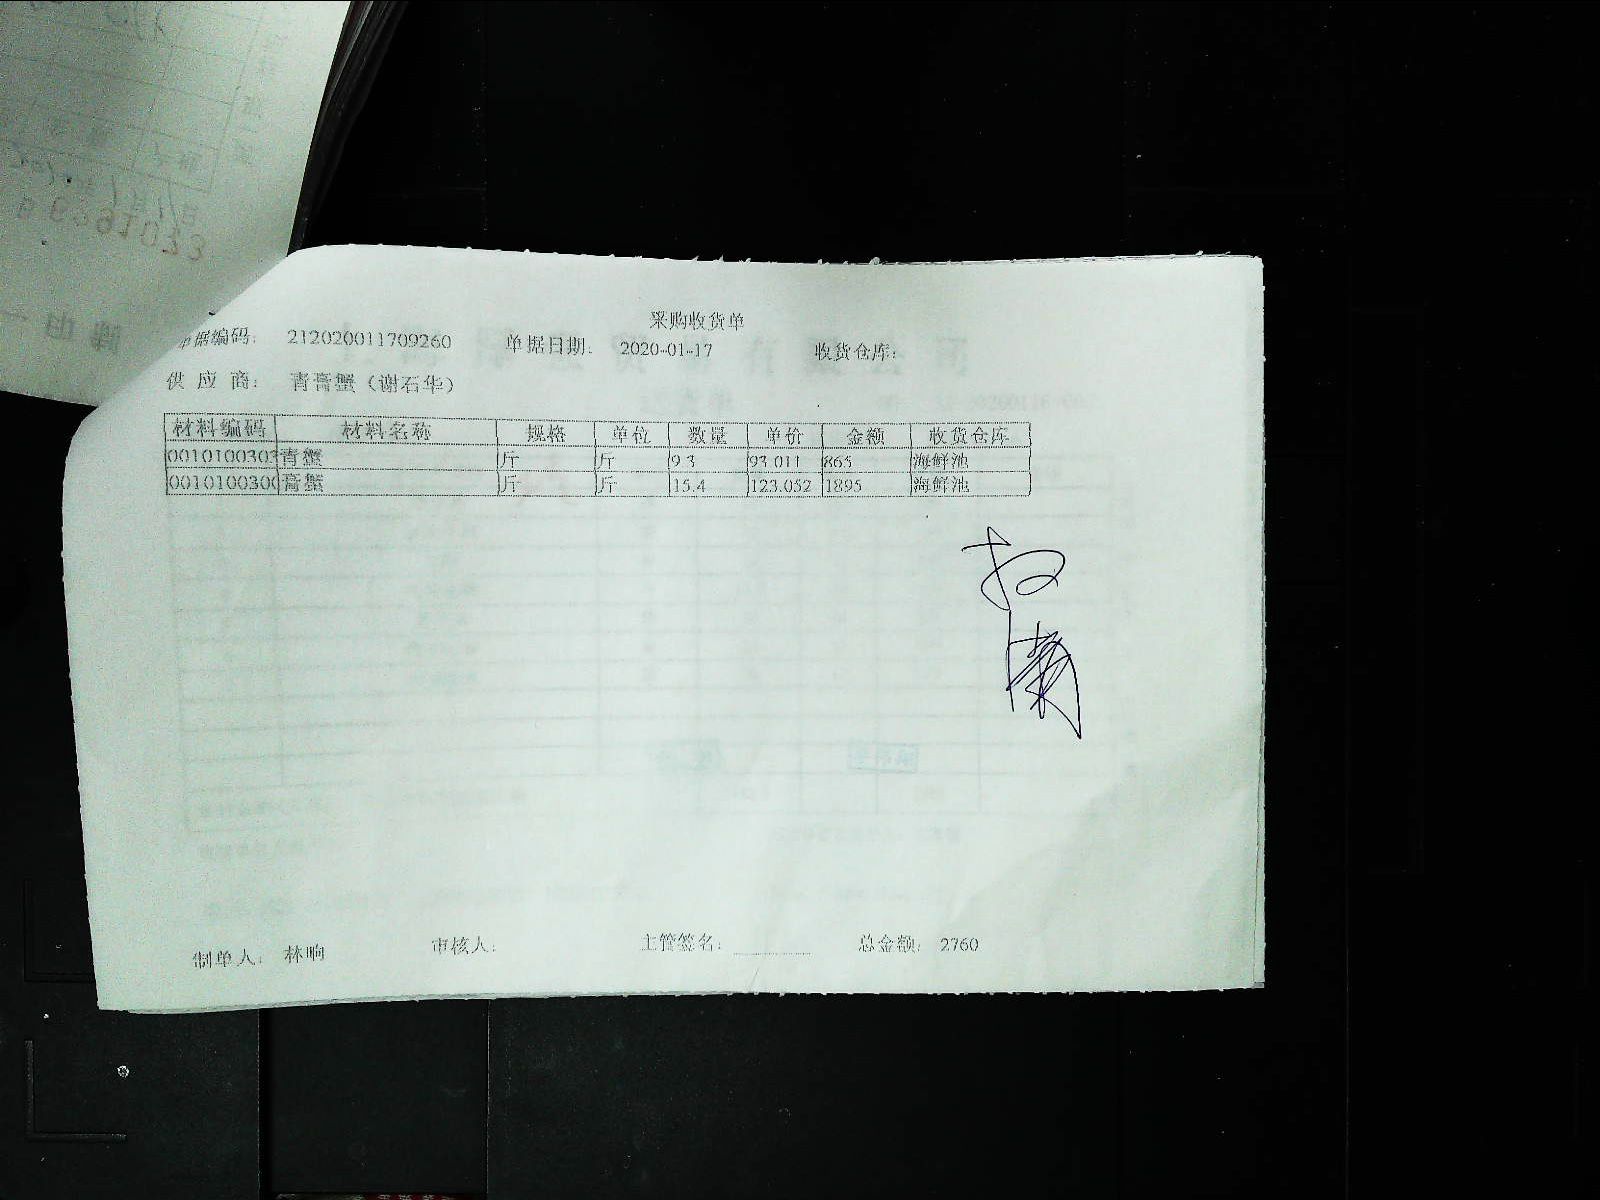 采购收货单
单据编码: 212020011709260 单据日期: 2020-01-17 收货仓库:
供 应 商: 青膏蟹（谢石华）
材料编码 材料名称 规格 单位 数量 单价 金额 收货仓库
0010100303 青蟹 斤 斤 9.3 93.011 865 海鲜池
0010100300 膏蟹 斤 斤 15.4 123.052 1895 海鲜池
制单人: 林晌 审核人: 主管签名: 总金额: 2760